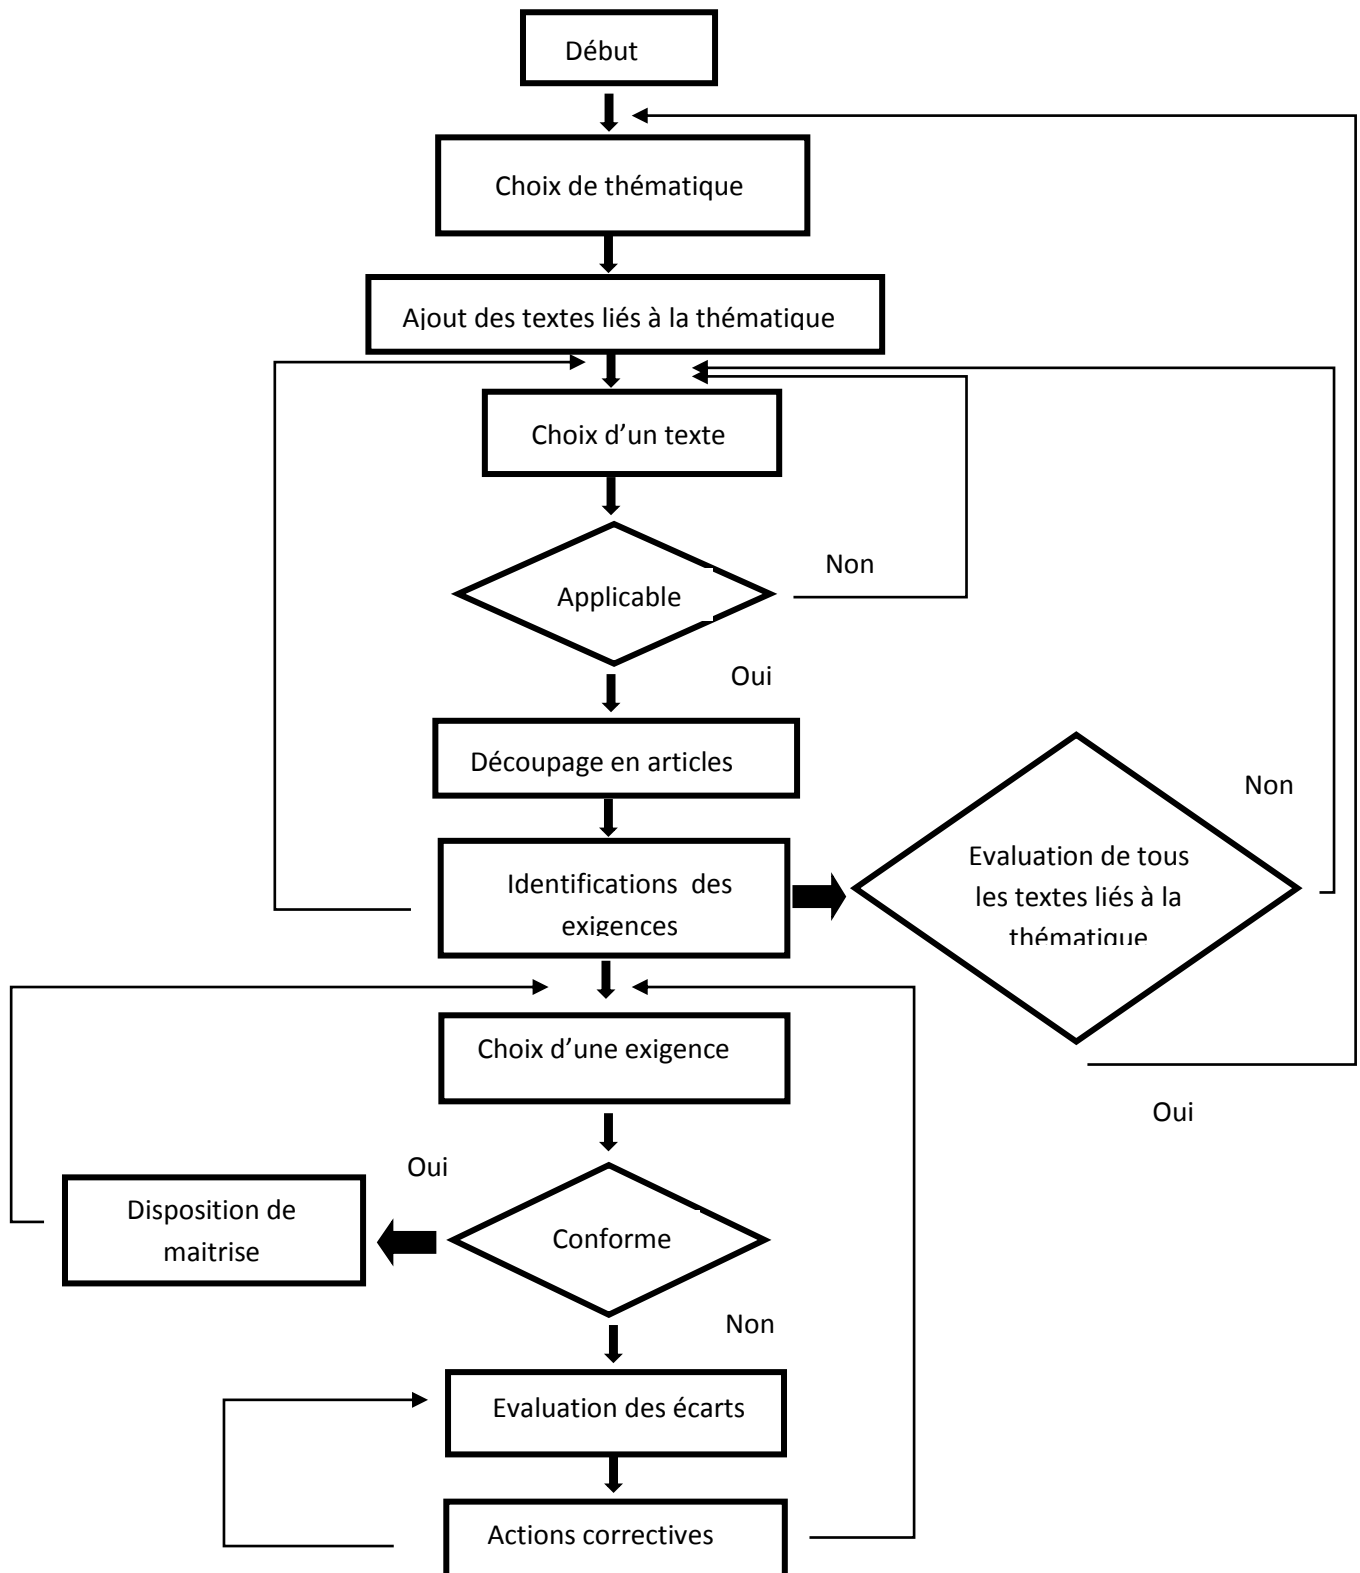 Début
Choix de thématique
Ajout des textes liés à la thématique
Choix d’un texte
Non
Applicable
Oui
Découpage en articles
Non
Evaluation de tous
les textes liés à la
thématique
Identifications des
exigences
Choix d’une exigence
Oui
Oui
Disposition de
maitrise
Conforme
Non
Evaluation des écarts
Actions correctives